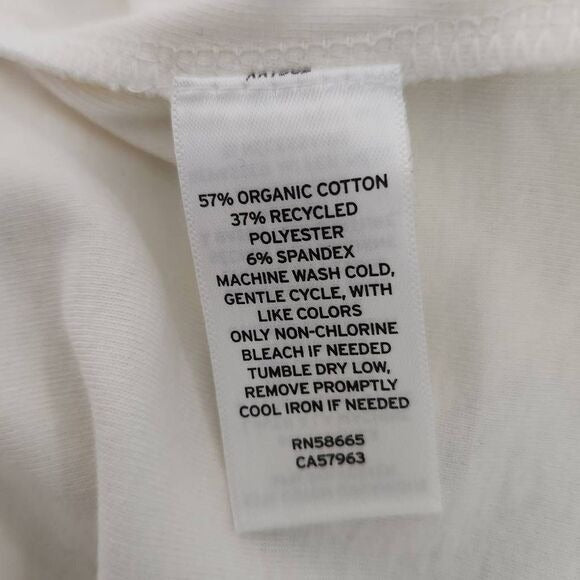 57% ORGANIC COTTON
37% RECYCLED
POLYESTER
6% SPANDEX
MACHINE WASH COLD,
GENTLE CYCLE, WITH
LIKE COLORS
ONLY NON-CHLORINE
BLEACH IF NEEDED
TUMBLE DRY LOW,
REMOVE PROMPTLY
COOL IRON IF NEEDED
RN58665
CA57963